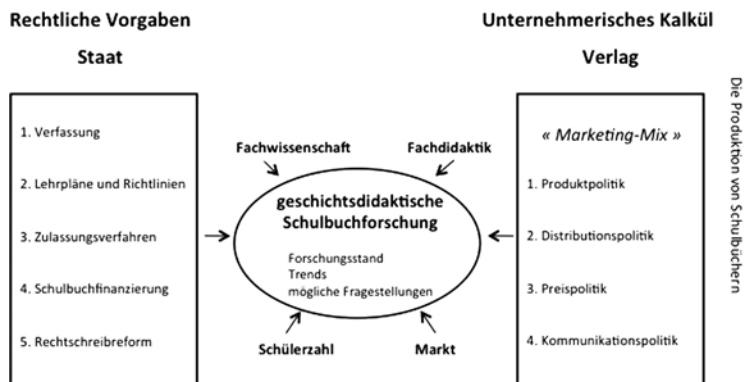 Rechtliche Vorgaben
Staat
1. Verfassung
2. Lehrpläne und Richtlinien
3. Zulassungsverfahren
4. Schulbuchfinanzierung
5. Rechtschreibreform
Fachwissenschaft
Fachdidaktik
geschichtsdidaktische
Schulbuchforschung
Forschungsstand
Trends
mögliche Fragestellungen
Schülerzahl
Markt
Unternehmerisches Kalkül
Verlag
« Marketing-Mix »
1. Produktpolitik
2. Distributionspolitik
3. Preispolitik
4. Kommunikationspolitik
Die Produktion von Schulbüchern